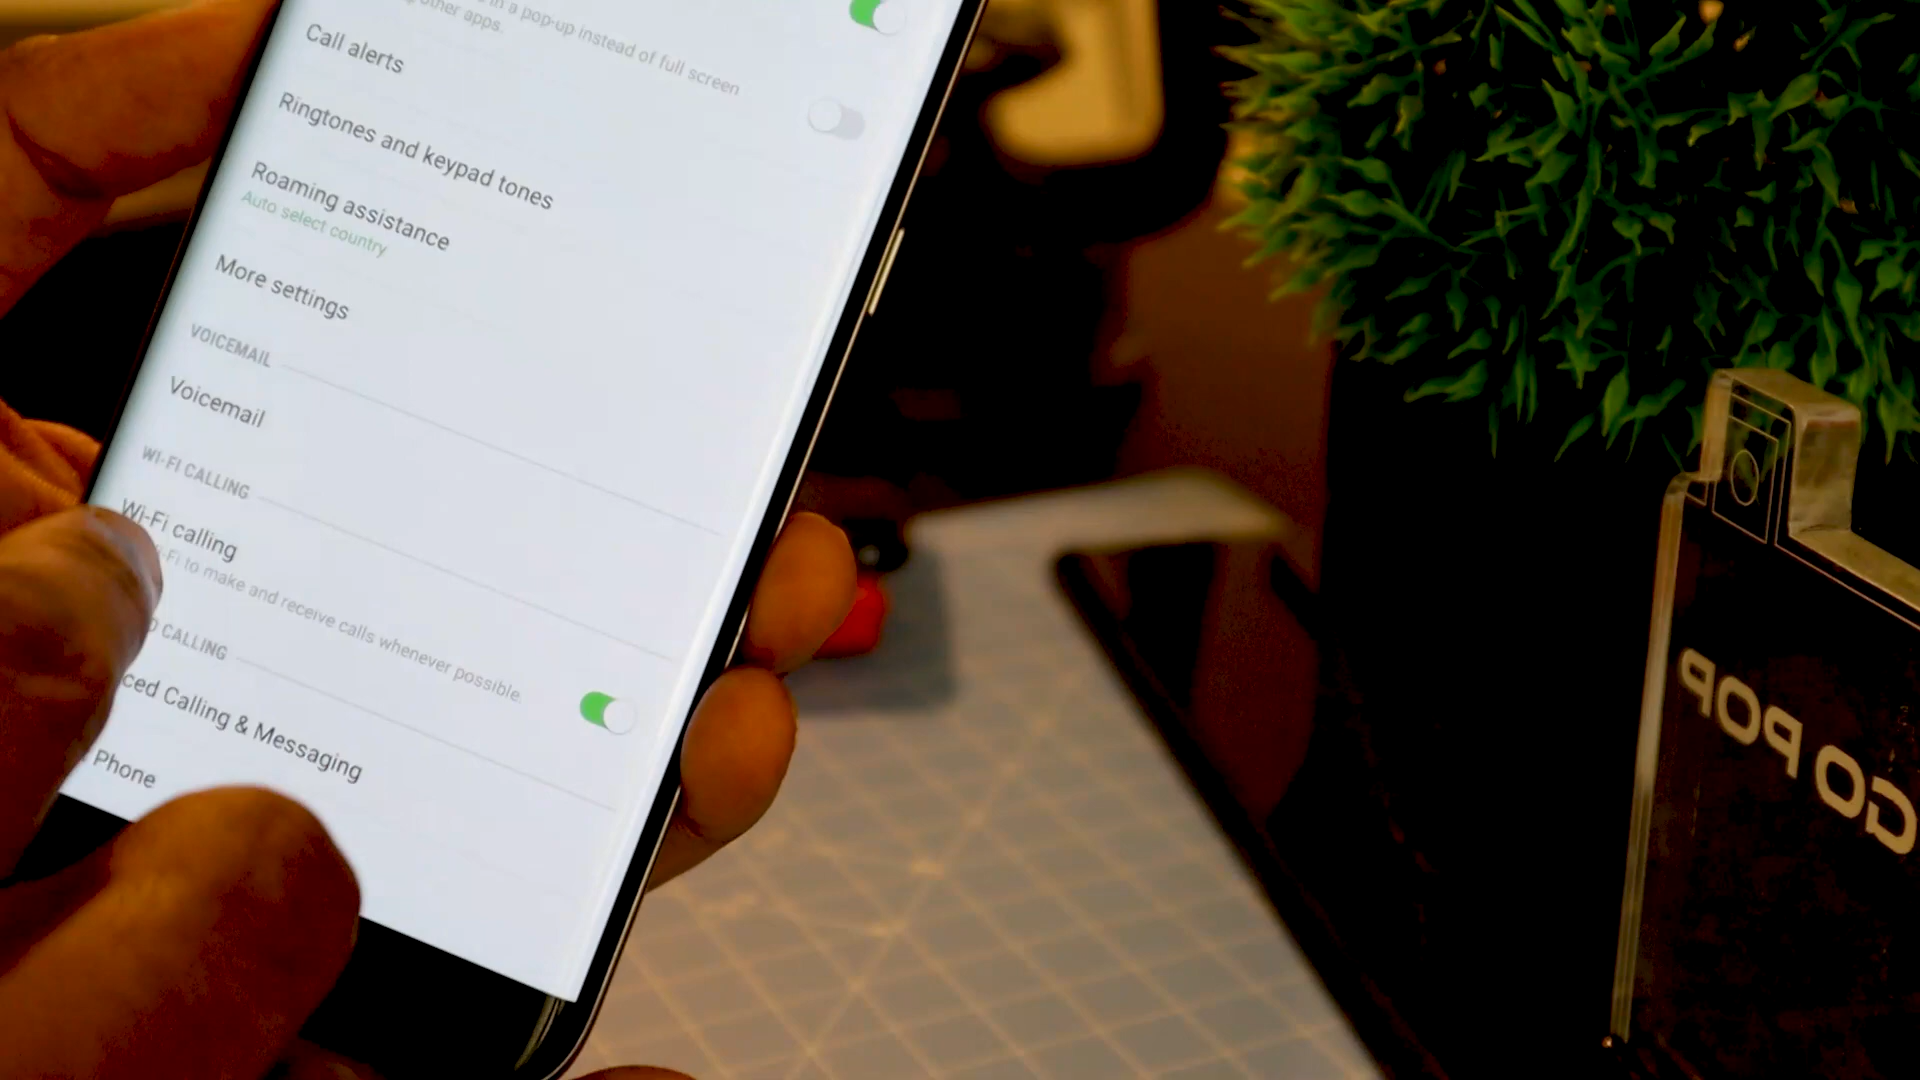 in a pop-up instead of full screen
other apps.
Call alerts
Ringtones and keypad tones
Roaming assistance
Auto select country
More settings
VOICEMAIL
Voicemail
WI-FI CALLING
Wi-Fi calling
Fi to make and receive calls whenever possible.
CALLING
ced Calling & Messaging
Phone
GO POP